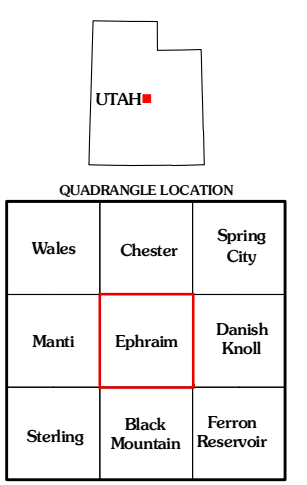 UTAH
QUADRANGLE LOCATION
Wales
Chester
Spring
City
Manti
Ephraim
Danish
Knoll
Sterling
Black
Mountain
Ferron
Reservoir